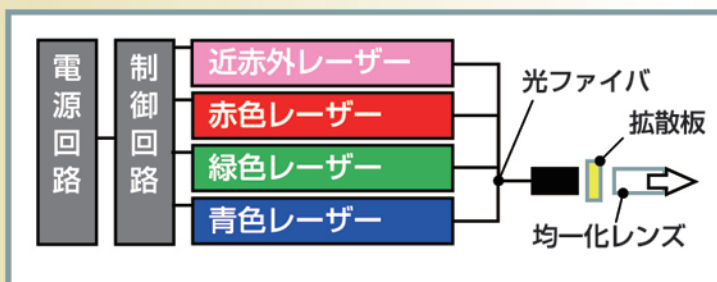 電源回路
制御回路
近赤外レーザー
赤色レーザー
緑色レーザー
青色レーザー
光ファイバ
拡散板
均一化レンズ